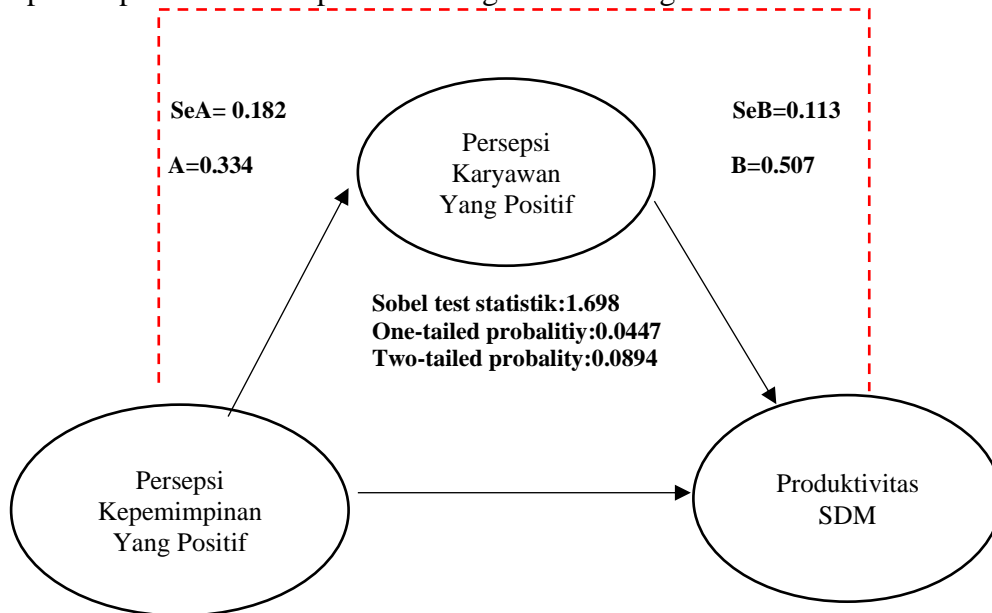 SeA= 0.182
SeB=0.113
A=0.334
B=0.507
Persepsi
Karyawan
Yang Positif
Sobel test statistik:1.698
One-tailed probalitiy:0.0447
Two-tailed probality:0.0894
Persepsi
Kepemimpinan
Yang Positif
Produktivitas
SDM